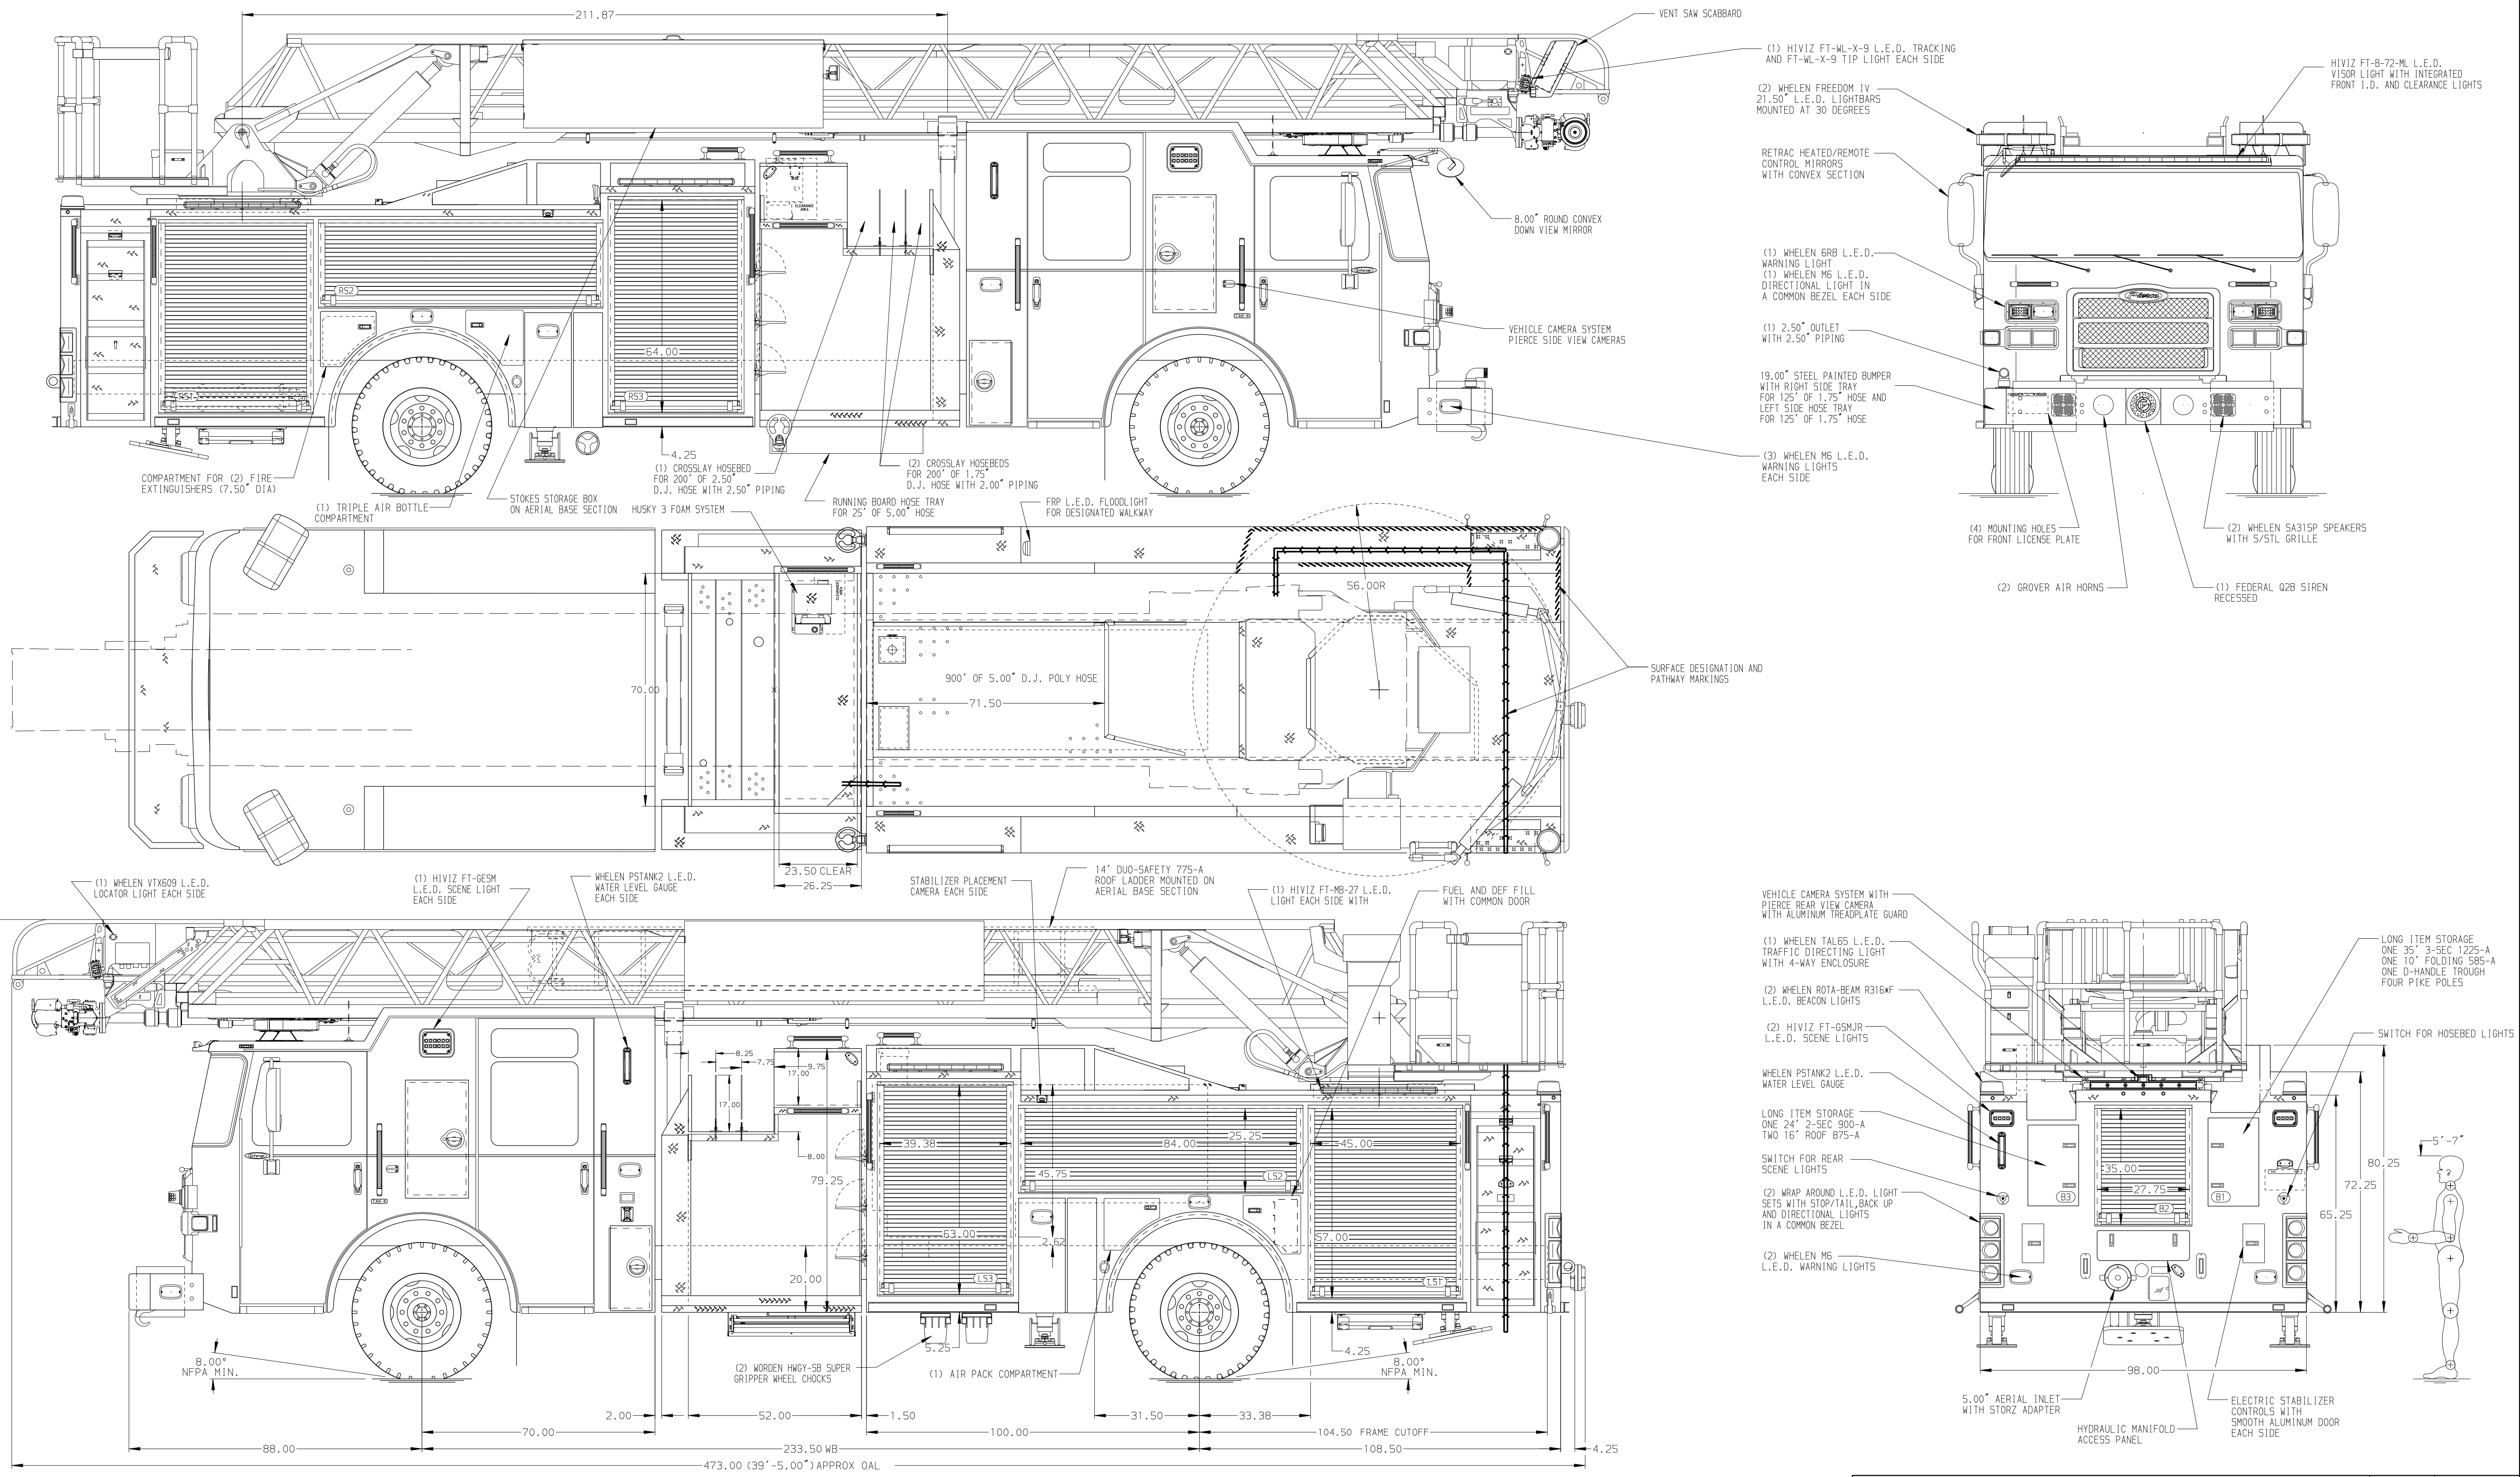 211.87
VENT SAW SCABBARD
(1) HIVIZ FT-WL-X-9 L.E.D. TRACKING
AND FT-WL-X-9 TIP LIGHT EACH SIDE
HIVIZ FT-B-72-ML L.E.D.
VISOR LIGHT WITH INTEGRATED
FRONT I.D. AND CLEARANCE LIGHTS
(2) WHELEN FREEDOM IV
21.50" L.E.D. LIGHTBARS
MOUNTED AT 30 DEGREES
RETRAC HEATED/REMOTE
CONTROL MIRRORS
WITH CONVEX SECTION
8.00" ROUND CONVEX
DOWN VIEW MIRROR
CLEARANCE
AREA
(1) WHELEN 6RB L.E.D.
WARNING LIGHT
(1) WHELEN M6 L.E.D.
DIRECTIONAL LIGHT IN
A COMMON BEZEL EACH SIDE
Pierce
RS2
RS1
RS3
64.00
TAK-4
VEHICLE CAMERA SYSTEM
PIERCE SIDE VIEW CAMERAS
(1) 2.50" OUTLET
WITH 2.50" PIPING
19.00" STEEL PAINTED BUMPER
WITH RIGHT SIDE TRAY
FOR 125' OF 1.75" HOSE AND
LEFT SIDE HOSE TRAY
FOR 125' OF 1.75" HOSE
4.25
COMPARTMENT FOR (2) FIRE
EXTINGUISHERS (7.50" DIA)
(1) TRIPLE AIR BOTTLE
COMPARTMENT
STOKES STORAGE BOX
ON AERIAL BASE SECTION
(1) CROSSLAY HOSEBED
FOR 200' OF 2.50"
D.J. HOSE WITH 2.50" PIPING
(2) CROSSLAY HOSEBEDS
FOR 200' OF 1.75"
D.J. HOSE WITH 2.00" PIPING
(3) WHELEN M6 L.E.D.
WARNING LIGHTS
EACH SIDE
HUSKY 3 FOAM SYSTEM
RUNNING BOARD HOSE TRAY
FOR 25' OF 5.00" HOSE
FRP L.E.D. FLOODLIGHT
FOR DESIGNATED WALKWAY
(4) MOUNTING HOLES
FOR FRONT LICENSE PLATE
(2) WHELEN SA315P SPEAKERS
WITH S/STL GRILLE
(2) GROVER AIR HORNS
(1) FEDERAL Q2B SIREN
RECESSED
CLEARANCE
AREA
56.00R
70.00
900' OF 5.00" D.J. POLY HOSE
71.50
SURFACE DESIGNATION AND
PATHWAY MARKINGS
23.50 CLEAR
26.25
(1) WHELEN VTX609 L.E.D.
LOCATOR LIGHT EACH SIDE
(1) HIVIZ FT-GESM
L.E.D. SCENE LIGHT
EACH SIDE
WHELEN PSTANK2 L.E.D.
WATER LEVEL GAUGE
EACH SIDE
STABILIZER PLACEMENT
CAMERA EACH SIDE
14' DUO-SAFETY 775-A
ROOF LADDER MOUNTED ON
AERIAL BASE SECTION
(1) HIVIZ FT-MB-27 L.E.D.
LIGHT EACH SIDE WITH
FUEL AND DEF FILL
WITH COMMON DOOR
VEHICLE CAMERA SYSTEM WITH
PIERCE REAR VIEW CAMERA
WITH ALUMINUM TREADPLATE GUARD
(1) WHELEN TAL65 L.E.D.
TRAFFIC DIRECTING LIGHT
WITH 4-WAY ENCLOSURE
(2) WHELEN ROTA-BEAM R316*F
L.E.D. BEACON LIGHTS
(2) HIVIZ FT-GSMJR
L.E.D. SCENE LIGHTS
WHELEN PSTANK2 L.E.D.
WATER LEVEL GAUGE
LONG ITEM STORAGE
ONE 24' 2-SEC 900-A
TWO 16' ROOF 875-A
SWITCH FOR REAR
SCENE LIGHTS
(2) WRAP AROUND L.E.D. LIGHT
SETS WITH STOP/TAIL,BACK UP
AND DIRECTIONAL LIGHTS
IN A COMMON BEZEL
(2) WHELEN M6
L.E.D. WARNING LIGHTS
LONG ITEM STORAGE
ONE 35' 3-SEC 1225-A
ONE 10' FOLDING 585-A
ONE D-HANDLE TROUGH
FOUR PIKE POLES
SWITCH FOR HOSEBED LIGHTS
5'-7"
80.25
72.25
65.25
35.00
27.75
B3
B1
B2
98.00
5.00" AERIAL INLET
WITH STORZ ADAPTER
HYDRAULIC MANIFOLD
ACCESS PANEL
ELECTRIC STABILIZER
CONTROLS WITH
SMOOTH ALUMINUM DOOR
EACH SIDE
8.25
7.75
9.75
17.00
17.00
8.00
79.25
20.00
39.38
63.00
LS3
45.75
2.62
84.00
25.25
LS2
45.00
57.00
LS1
TAK-4
8.00°
NFPA MIN.
(2) WORDEN HWGY-SB SUPER
GRIPPER WHEEL CHOCKS
5.25
(1) AIR PACK COMPARTMENT
4.25
8.00°
NFPA MIN.
2.00
52.00
1.50
31.50
33.38
70.00
100.00
104.50 FRAME CUTOFF
88.00
233.50 WB
108.50
4.25
473.00 (39'-5.00") APPROX OAL